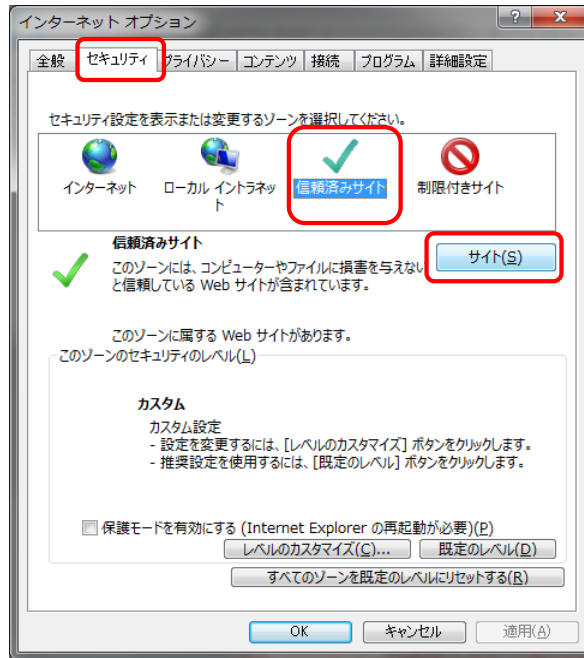 インターネット オプション
全般 セキュリティ プライバシー コンテンツ 接続 プログラム 詳細設定
セキュリティ設定を表示または変更するゾーンを選択してください。
インターネット ローカル イントラネット 信頼済みサイト 制限付きサイト
信頼済みサイト
サイト(S)
このゾーンには、コンピューターやファイルに損害を与えない
と信頼している Web サイトが含まれています。
このゾーンに属する Web サイトがあります。
このゾーンのセキュリティのレベル(L)
カスタム
カスタム設定
- 設定を変更するには、[レベルのカスタマイズ] ボタンをクリックします。
- 推奨設定を使用するには、[既定のレベル] ボタンをクリックします。
保護モードを有効にする (Internet Explorer の再起動が必要)(P)
レベルのカスタマイズ(C)... 既定のレベル(D)
すべてのゾーンを既定のレベルにリセットする(R)
OK キャンセル 適用(A)